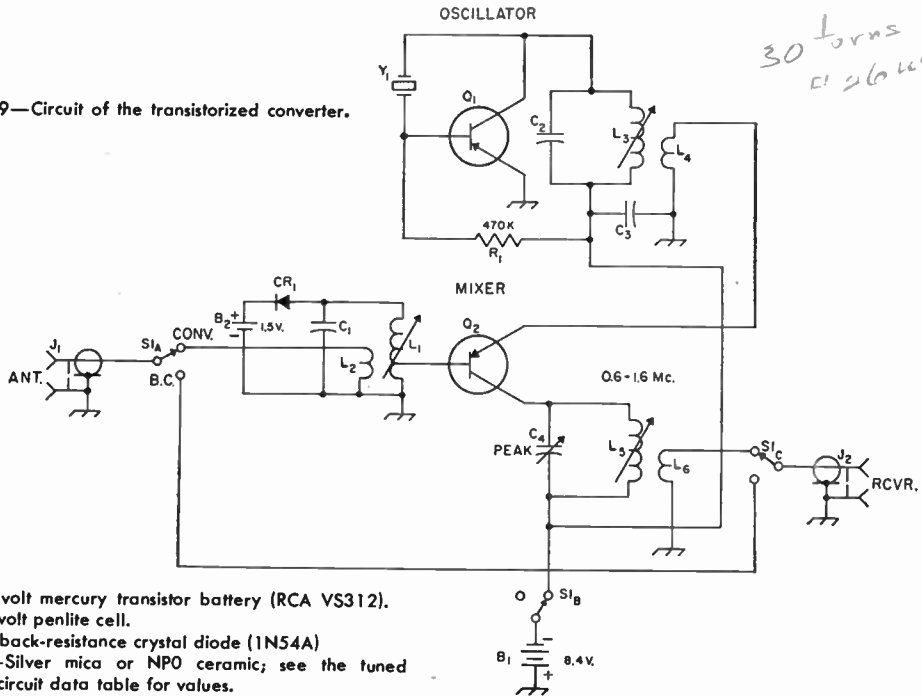 OSCILLATOR
30 turns
9—Circuit of the transistorized converter.
Y1
Q1
C2
L3
L4
C3
470K
R1
MIXER
CR1
B2 + 1.5V. −
C1
L1
L2
Q2
J1
S1A
CONV.
ANT.
B.C.
0.6-1.6 Mc.
C4
PEAK
L5
L6
S1C
J2
RCVR.
S1B
B1 − 8.4V. +
volt mercury transistor battery (RCA VS312).
volt penlite cell.
back-resistance crystal diode (1N54A)
-Silver mica or NP0 ceramic; see the tuned
circuit data table for values.